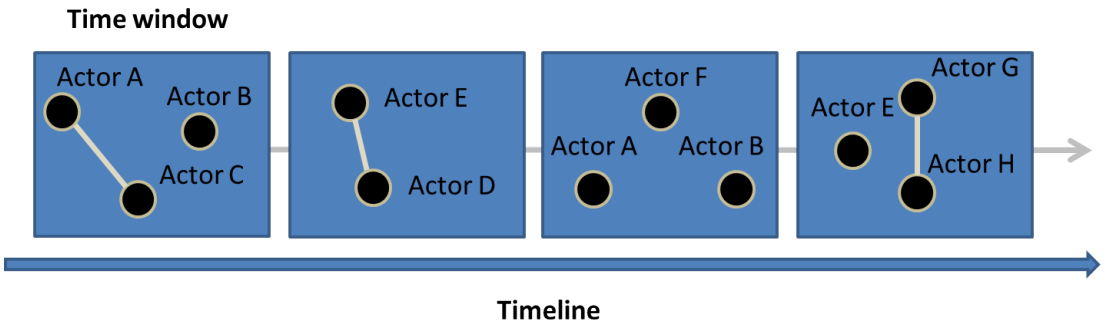 Time window
Actor A
Actor B
Actor C
Actor E
Actor D
Actor F
Actor A
Actor B
Actor G
Actor E
Actor H
Timeline